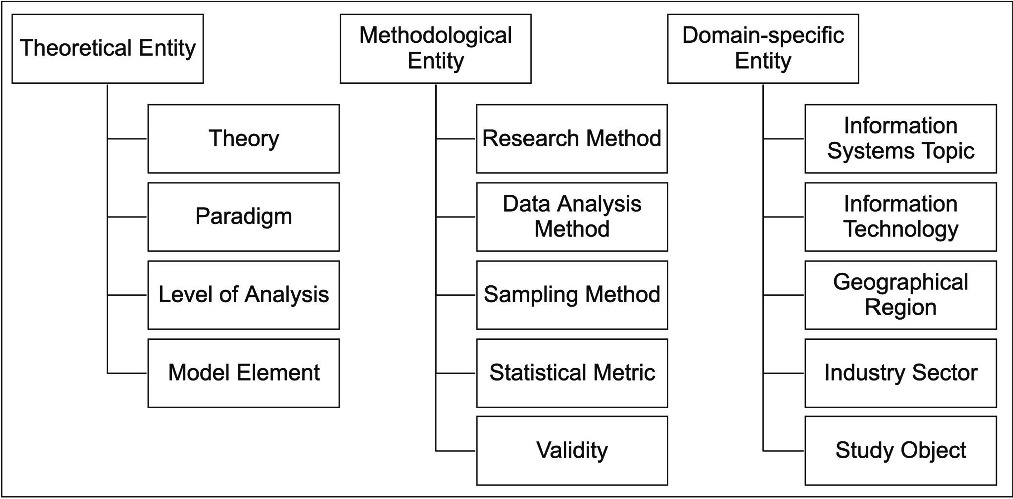 Theoretical Entity
Theory
Paradigm
Level of Analysis
Model Element
Methodological
Entity
Research Method
Data Analysis
Method
Sampling Method
Statistical Metric
Validity
Domain-specific
Entity
Information
Systems Topic
Information
Technology
Geographical
Region
Industry Sector
Study Object